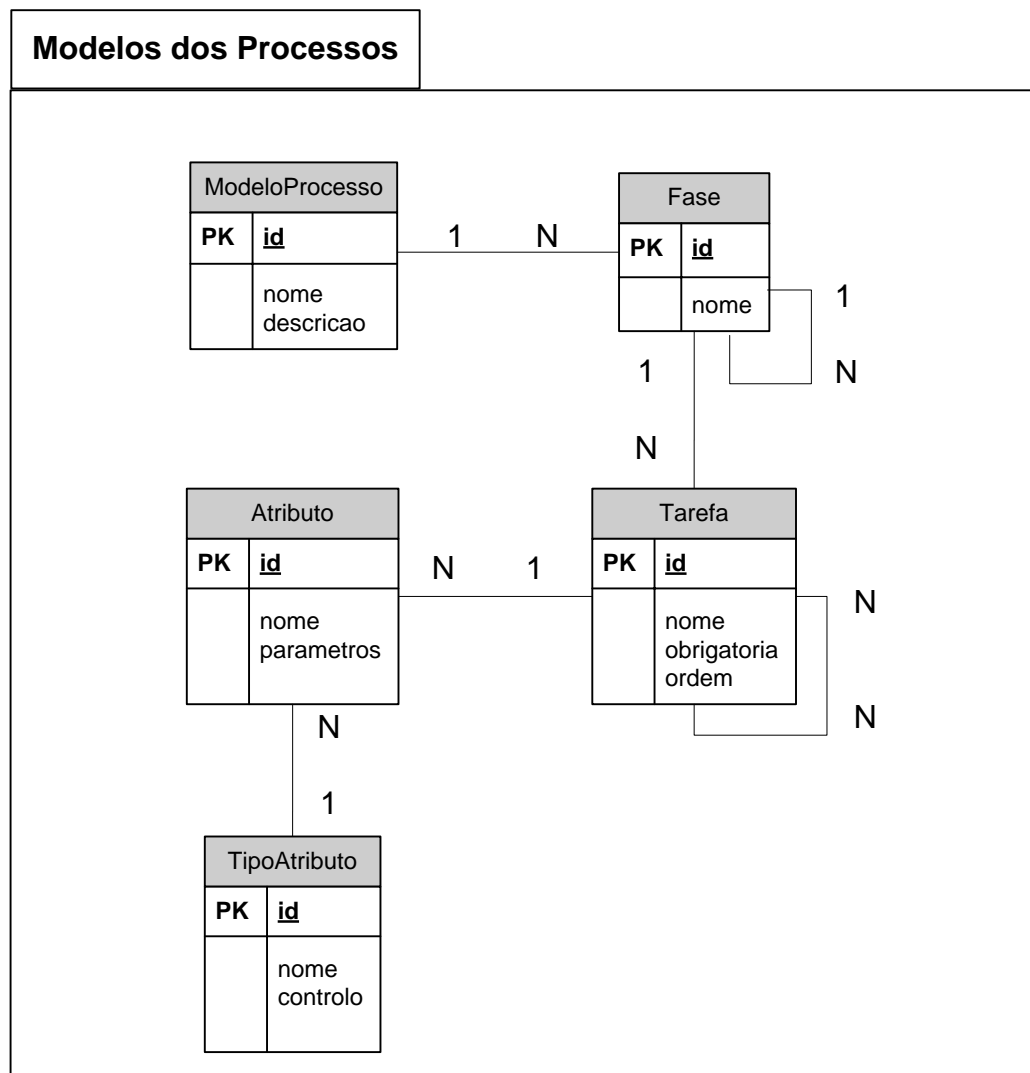 Modelos dos Processos
ModeloProcesso
PK id
nome
descricao
1 N
Fase
PK id
nome
1
N
1
N
Atributo
PK id
nome
parametros
N 1
Tarefa
PK id
nome
obrigatoria
ordem
N
N
N
1
TipoAtributo
PK id
nome
controlo